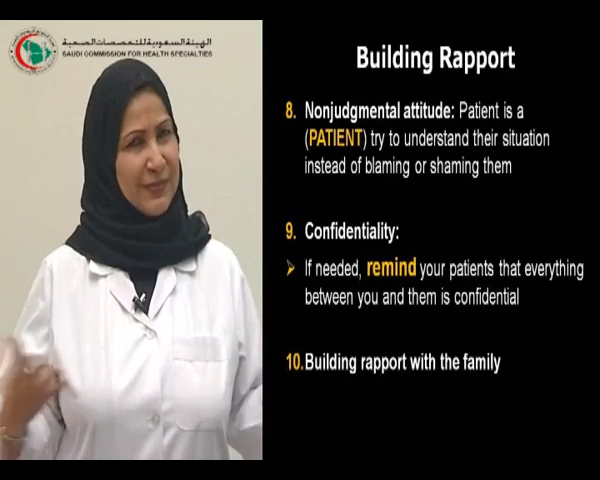 الهيئة السعودية للتخصصات الصحية
SAUDI COMMISSION FOR HEALTH SPECIALTIES
Building Rapport
8. Nonjudgmental attitude: Patient is a
(PATIENT) try to understand their situation
instead of blaming or shaming them
9. Confidentiality:
➤ If needed, remind your patients that everything
between you and them is confidential
10. Building rapport with the family